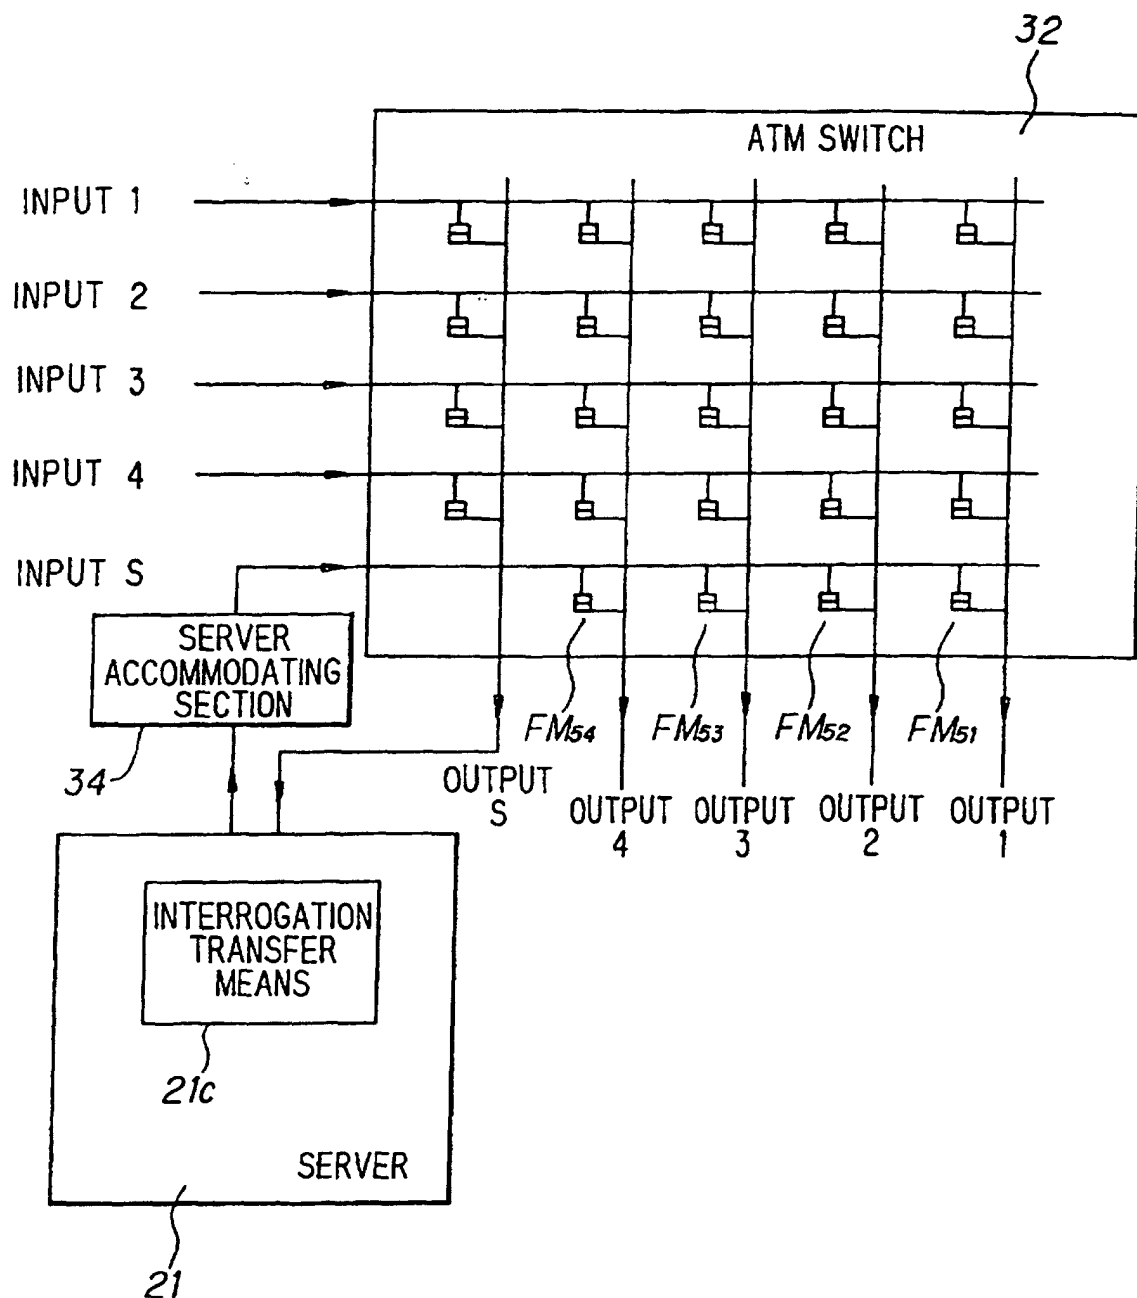 32
ATM SWITCH
INPUT 1
INPUT 2
INPUT 3
INPUT 4
INPUT S
SERVER
ACCOMMODATING
SECTION
34
FM54
FM53
FM52
FM51
OUTPUT
S
OUTPUT
4
OUTPUT
3
OUTPUT
2
OUTPUT
1
INTERROGATION
TRANSFER
MEANS
21c
SERVER
21